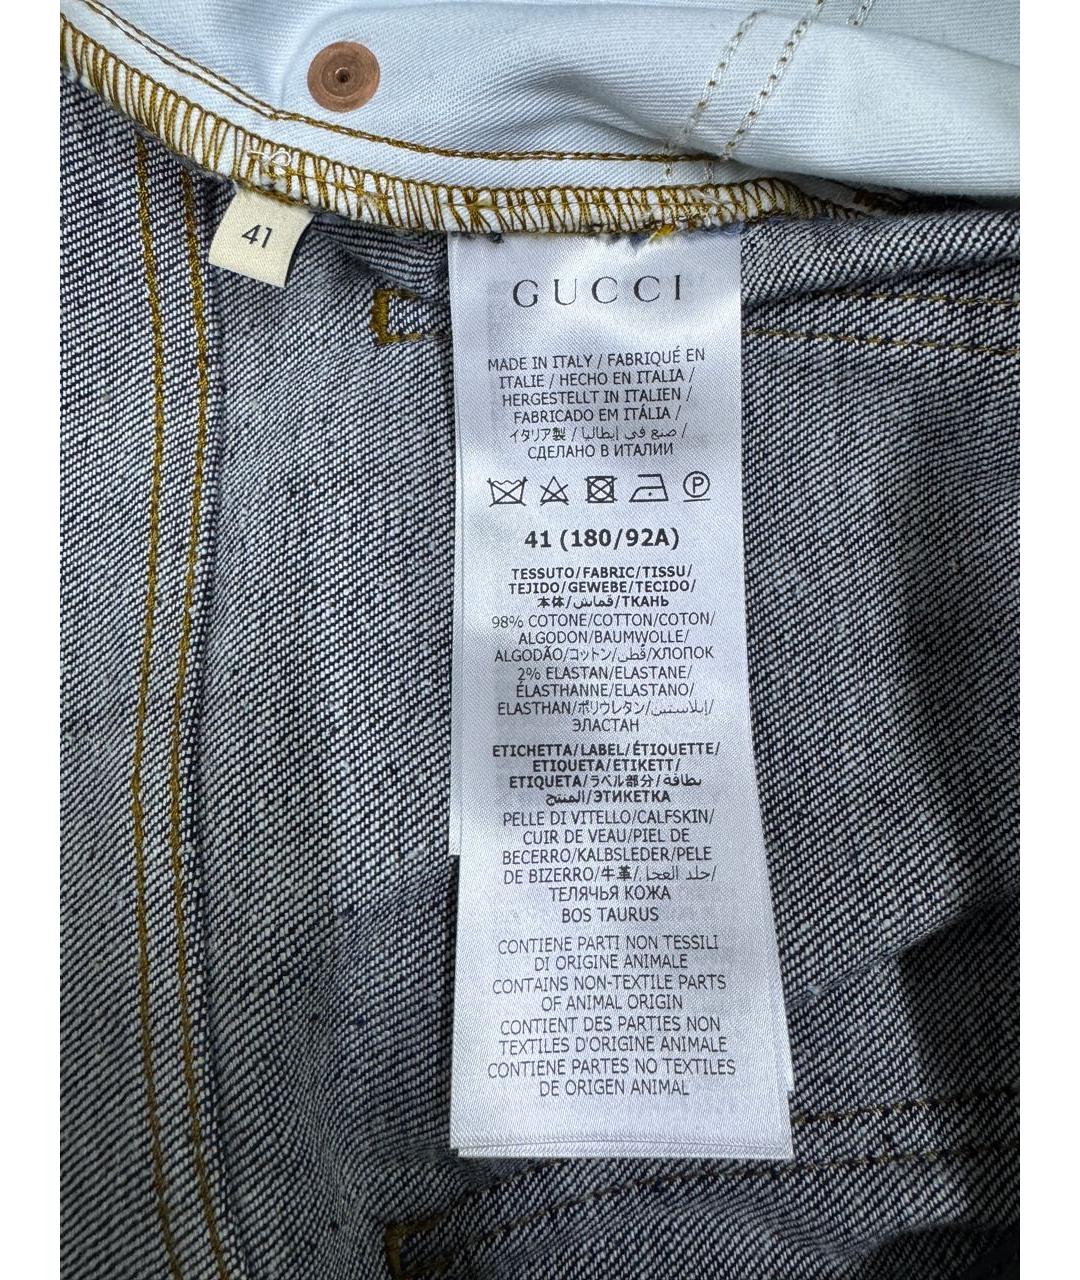 41
GUCCI
MADE IN ITALY / FABRIQUÉ EN
ITALIE / HECHO EN ITALIA /
HERGESTELLT IN ITALIEN /
FABRICADO EM ITÁLIA /
イタリア製 / صنع في إيطاليا /
СДЕЛАНО В ИТАЛИИ
P
41 (180/92A)
TESSUTO/FABRIC/TISSU/
TEJIDO/GEWEBE/TECIDO/
本体/قماش/ТКАНЬ
98% COTONE/COTTON/COTON/
ALGODON/BAUMWOLLE/
ALGODÃO/コットン/قطن/ХЛОПОК
2% ELASTAN/ELASTANE/
ÉLASTHANNE/ELASTANO/
ELASTHAN/ポリウレタン/إيلاستين/
ЭЛАСТАН
ETICHETTA/LABEL/ÉTIQUETTE/
ETIQUETA/ETIKETT/
ETIQUETA/ラベル部分/بطاقة
المنتج/ЭТИКЕТКА
PELLE DI VITELLO/CALFSKIN/
CUIR DE VEAU/PIEL DE
BECERRO/KALBSLEDER/PELE
DE BIZERRO/牛革/جلد العجل/
ТЕЛЯЧЬЯ КОЖА
BOS TAURUS
CONTIENE PARTI NON TESSILI
DI ORIGINE ANIMALE
CONTAINS NON-TEXTILE PARTS
OF ANIMAL ORIGIN
CONTIENT DES PARTIES NON
TEXTILES D'ORIGINE ANIMALE
CONTIENE PARTES NO TEXTILES
DE ORIGEN ANIMAL